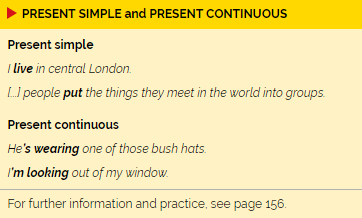 PRESENT SIMPLE and PRESENT CONTINUOUS
Present simple
I live in central London.
[...] people put the things they meet in the world into groups.
Present continuous
He's wearing one of those bush hats.
I'm looking out of my window.
For further information and practice, see page 156.